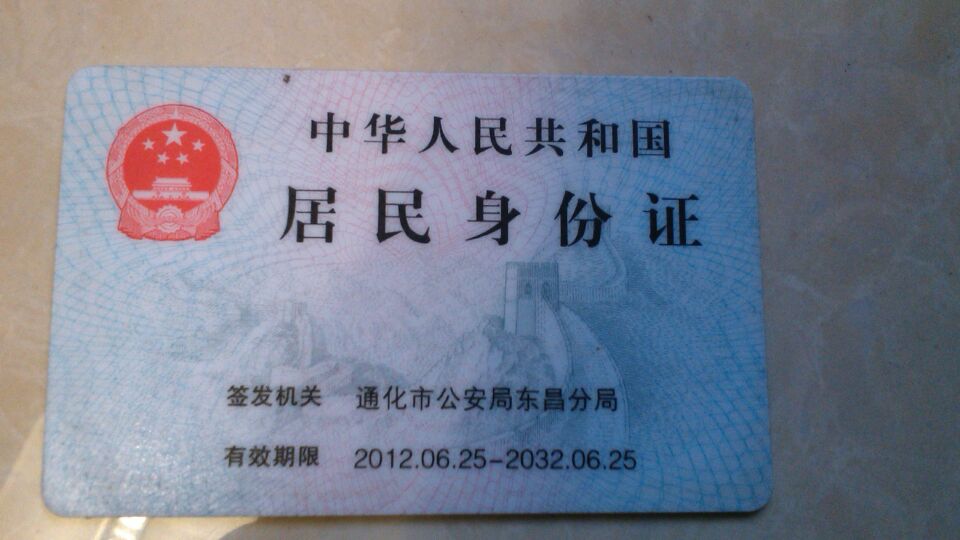 中华人民共和国
居民身份证
签发机关 通化市公安局东昌分局
有效期限 2012.06.25-2032.06.25